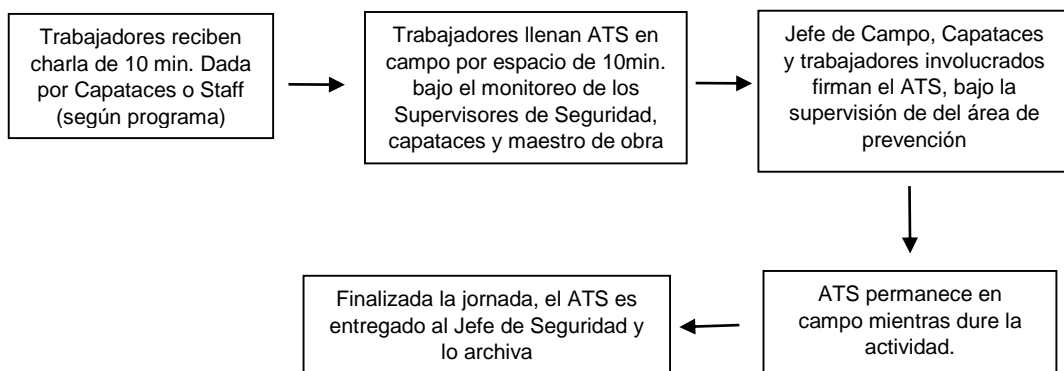 Trabajadores reciben
charla de 10 min. Dada
por Capataces o Staff
(según programa)
Trabajadores llenan ATS en
campo por espacio de 10min.
bajo el monitoreo de los
Supervisores de Seguridad,
capataces y maestro de obra
Jefe de Campo, Capataces
y trabajadores involucrados
firman el ATS, bajo la
supervisión de del área de
prevención
ATS permanece en
campo mientras dure la
actividad.
Finalizada la jornada, el ATS es
entregado al Jefe de Seguridad y
lo archiva